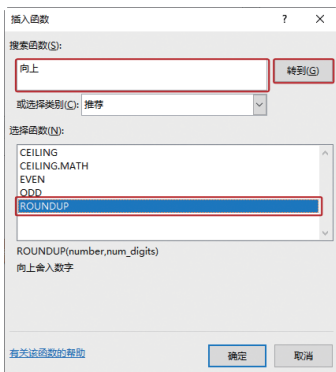 插入函数 ? X
搜索函数(S):
向上
转到(G)
或选择类别(C): 推荐
选择函数(N):
CEILING
CEILING.MATH
EVEN
ODD
ROUNDUP
ROUNDUP(number,num_digits)
向上舍入数字
有关该函数的帮助
确定 取消